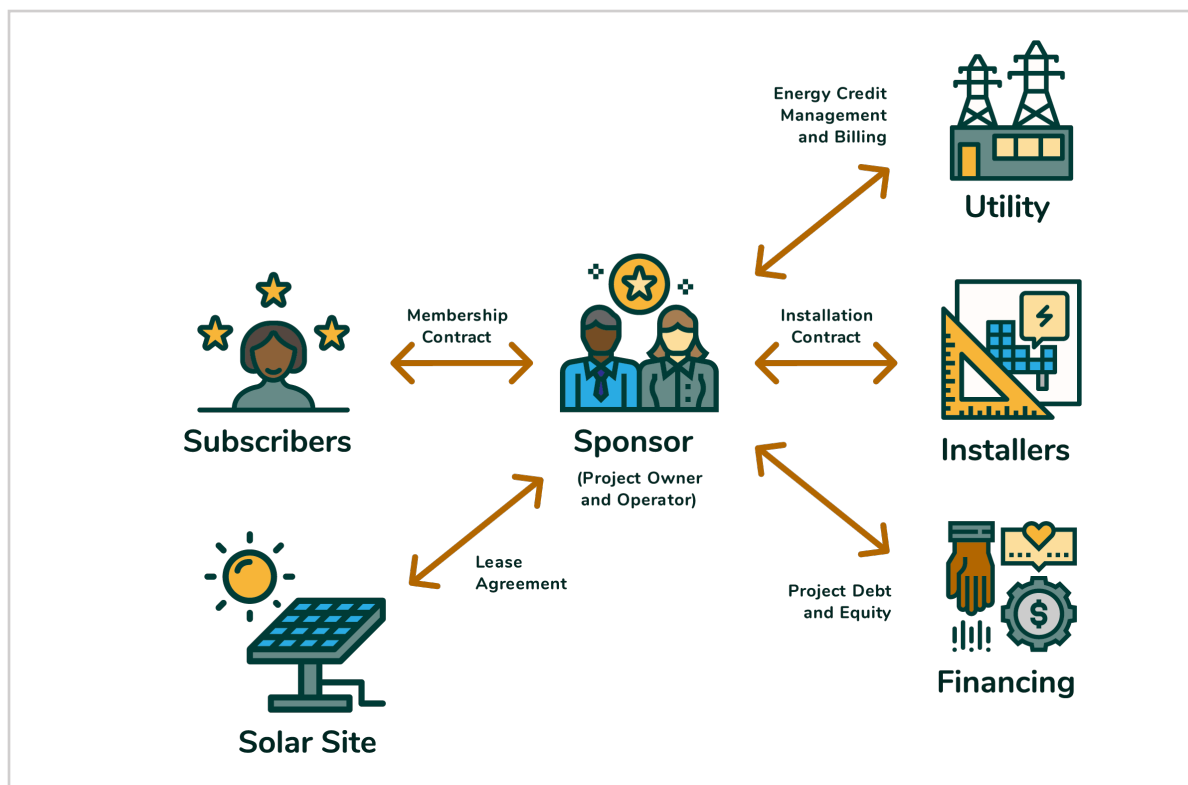 Energy Credit
Management
and Billing
Utility
Membership
Contract
Installation
Contract
Subscribers
Sponsor
(Project Owner
and Operator)
Installers
Lease
Agreement
Project Debt
and Equity
$
Financing
Solar Site